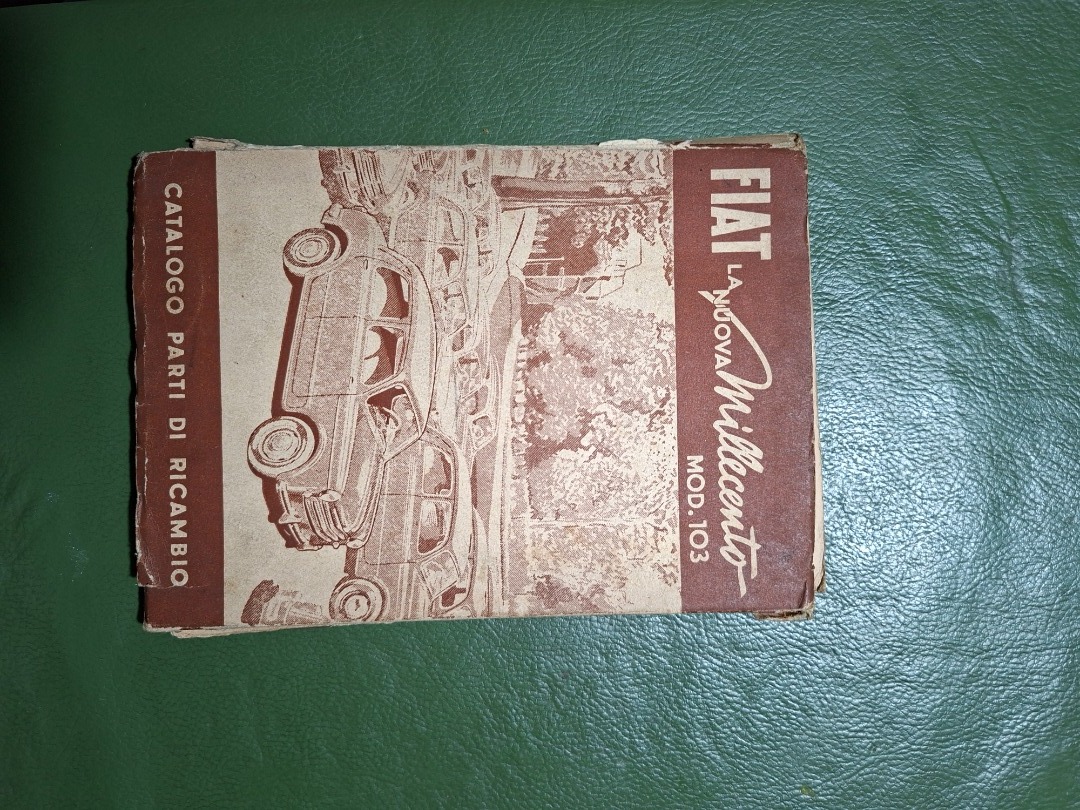 FIAT LA NUOVA Millecento
MOD. 103
CATALOGO PARTI DI RICAMBIO